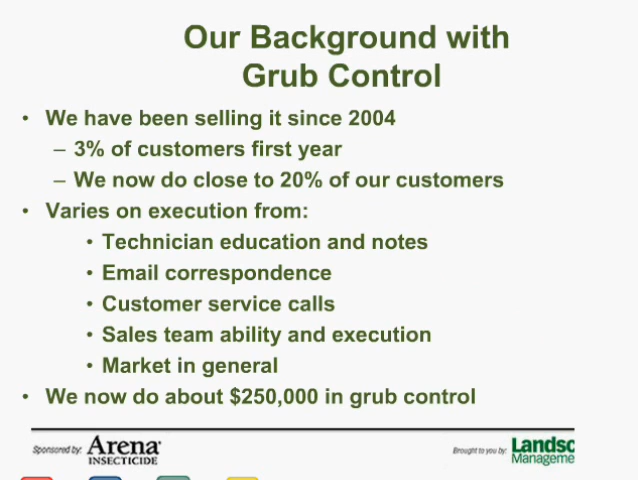 Our Background with
Grub Control
• We have been selling it since 2004
– 3% of customers first year
– We now do close to 20% of our customers
• Varies on execution from:
• Technician education and notes
• Email correspondence
• Customer service calls
• Sales team ability and execution
• Market in general
• We now do about $250,000 in grub control
Sponsored by: Arena
INSECTICIDE
Brought to you by: Landsc
Manageme